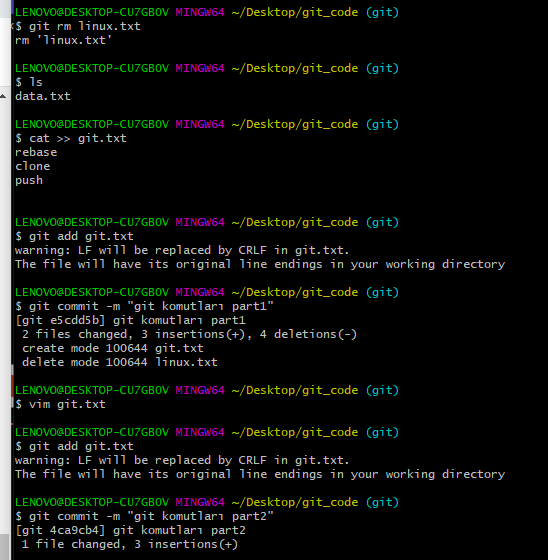 LENOVO@DESKTOP-CU7GBOV MINGW64 ~/Desktop/git_code (git)
$ git rm linux.txt
rm 'linux.txt'
LENOVO@DESKTOP-CU7GBOV MINGW64 ~/Desktop/git_code (git)
$ ls
data.txt
LENOVO@DESKTOP-CU7GBOV MINGW64 ~/Desktop/git_code (git)
$ cat >> git.txt
rebase
clone
push
LENOVO@DESKTOP-CU7GBOV MINGW64 ~/Desktop/git_code (git)
$ git add git.txt
warning: LF will be replaced by CRLF in git.txt.
The file will have its original line endings in your working directory
LENOVO@DESKTOP-CU7GBOV MINGW64 ~/Desktop/git_code (git)
$ git commit -m "git komutları part1"
[git e5cdd5b] git komutları part1
 2 files changed, 3 insertions(+), 4 deletions(-)
 create mode 100644 git.txt
 delete mode 100644 linux.txt
LENOVO@DESKTOP-CU7GBOV MINGW64 ~/Desktop/git_code (git)
$ vim git.txt
LENOVO@DESKTOP-CU7GBOV MINGW64 ~/Desktop/git_code (git)
$ git add git.txt
warning: LF will be replaced by CRLF in git.txt.
The file will have its original line endings in your working directory
LENOVO@DESKTOP-CU7GBOV MINGW64 ~/Desktop/git_code (git)
$ git commit -m "git komutları part2"
[git 4ca9cb4] git komutları part2
 1 file changed, 3 insertions(+)